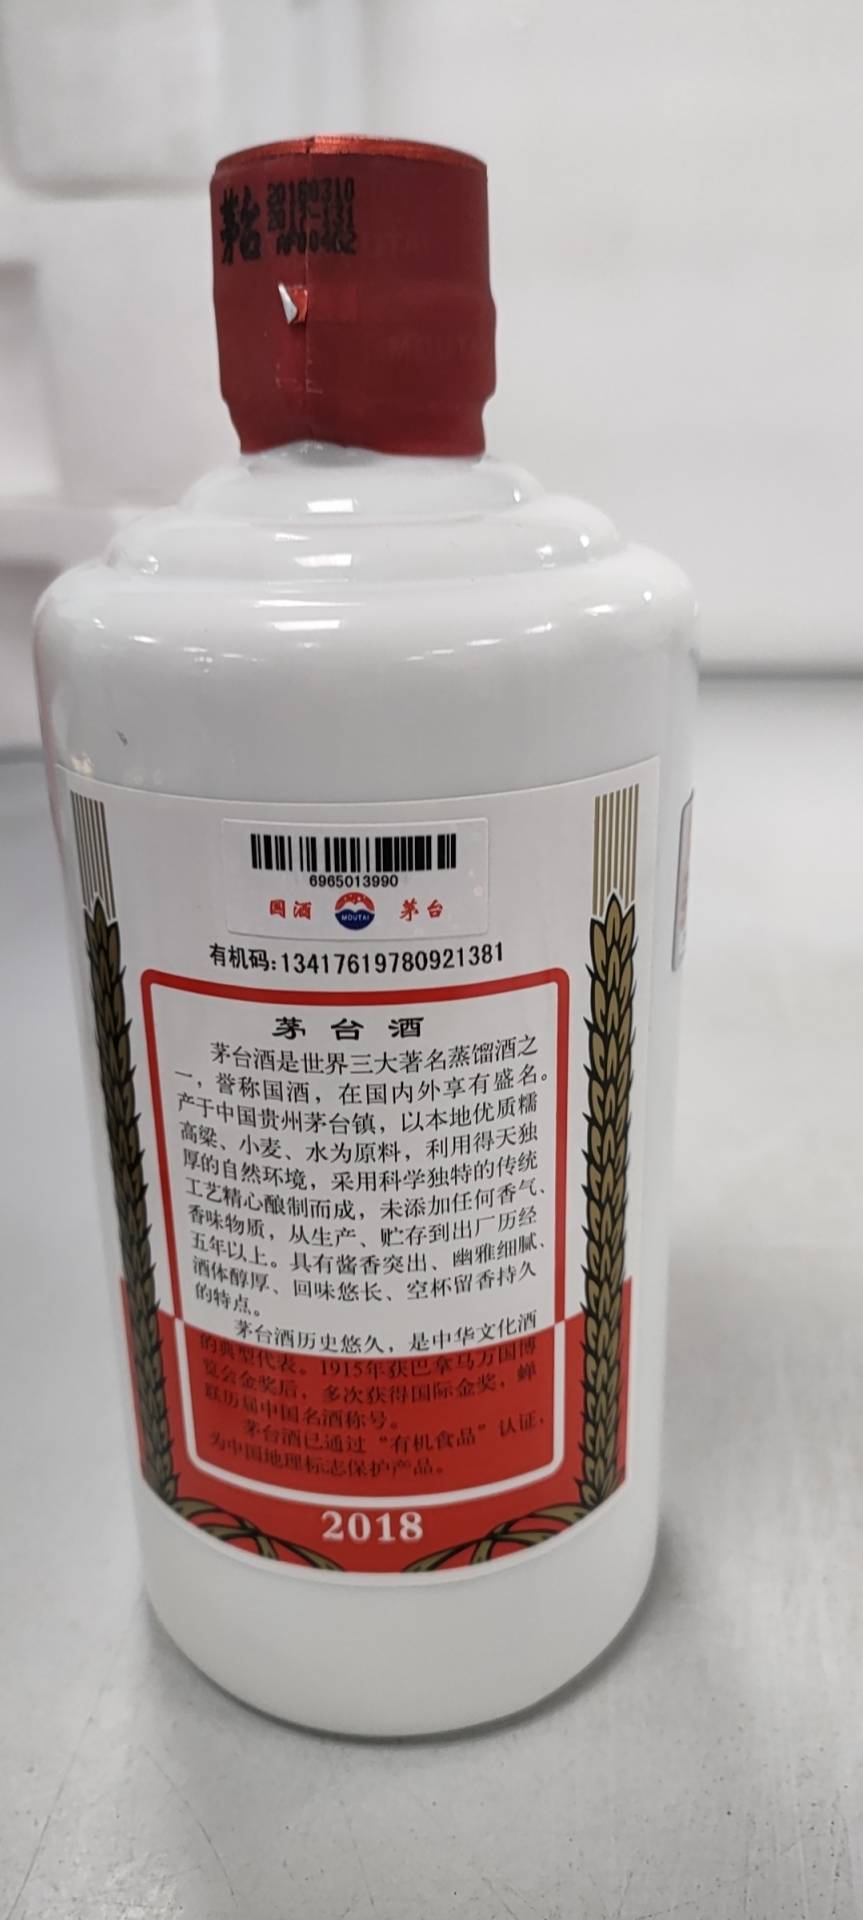 茅台
20180310
2017-131
6965013990
国酒 MOUTAI 茅台
有机码:13417619780921381
茅台酒
茅台酒是世界三大著名蒸馏酒之
一，誉称国酒，在国内外享有盛名。
产于中国贵州茅台镇，以本地优质糯
高粱、小麦、水为原料，利用得天独
厚的自然环境，采用科学独特的传统
工艺精心酿制而成，未添加任何香气、
香味物质，从生产、贮存到出厂历经
五年以上。具有酱香突出、幽雅细腻、
酒体醇厚、回味悠长、空杯留香持久
的特点。
茅台酒历史悠久，是中华文化酒
的典型代表。1915年获巴拿马万国博
览会金奖后，多次获得国际金奖，蝉
联历届中国名酒称号。
茅台酒已通过“有机食品”认证，
为中国地理标志保护产品。
2018